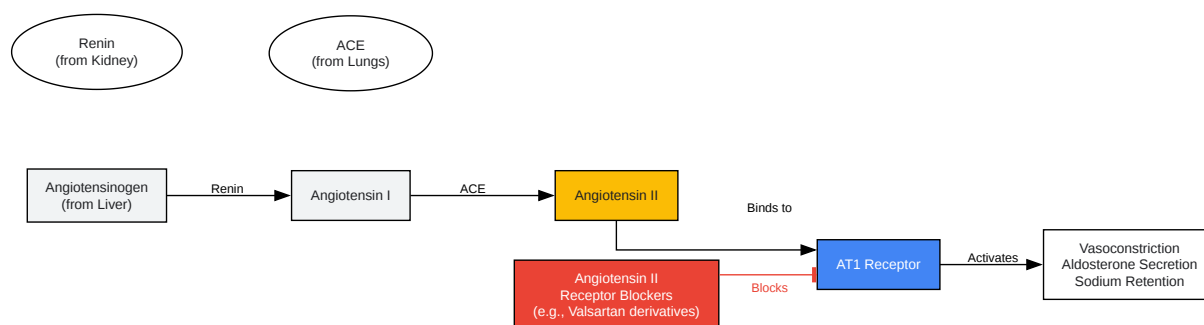 Renin
(from Kidney)
ACE
(from Lungs)
Angiotensinogen
(from Liver)
Renin
Angiotensin I
ACE
Angiotensin II
Binds to
AT1 Receptor
Activates
Vasoconstriction
Aldosterone Secretion
Sodium Retention
Angiotensin II
Receptor Blockers
(e.g., Valsartan derivatives)
Blocks